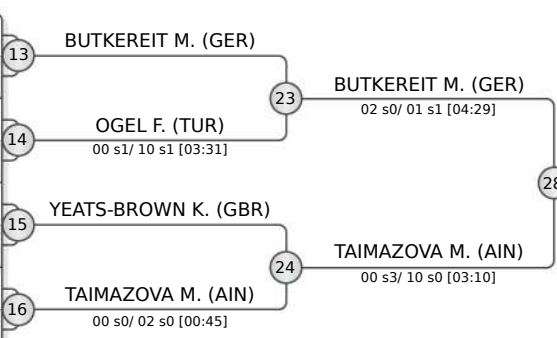 13
BUTKEREIT M. (GER)
23
BUTKEREIT M. (GER)
02 s0/ 01 s1 [04:29]
14
OGEL F. (TUR)
00 s1/ 10 s1 [03:31]
28
15
YEATS-BROWN K. (GBR)
24
TAIMAZOVA M. (AIN)
00 s3/ 10 s0 [03:10]
16
TAIMAZOVA M. (AIN)
00 s0/ 02 s0 [00:45]